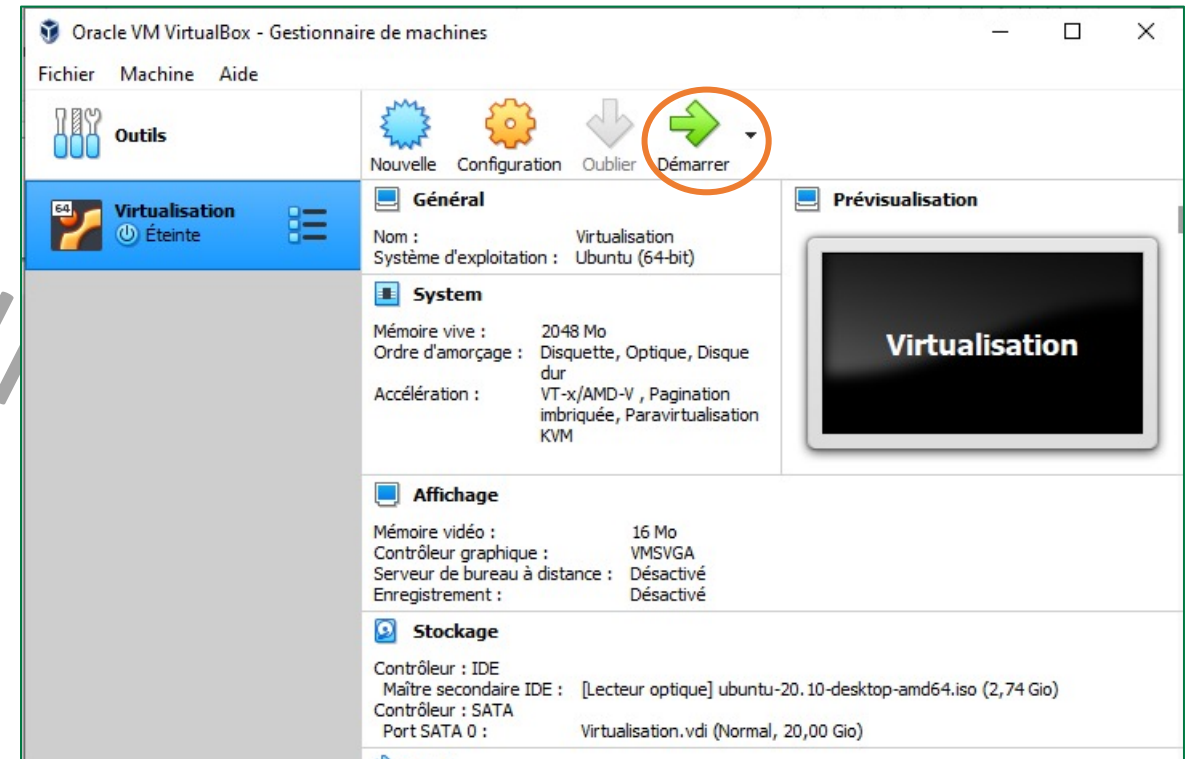 Oracle VM VirtualBox - Gestionnaire de machines
Fichier Machine Aide
Outils
Nouvelle Configuration Oublier Démarrer
64
Virtualisation
Éteinte
Général
Nom : Virtualisation
Système d'exploitation : Ubuntu (64-bit)
System
Mémoire vive : 2048 Mo
Ordre d'amorçage : Disquette, Optique, Disque
dur
Accélération : VT-x/AMD-V , Pagination
imbriquée, Paravirtualisation
KVM
Prévisualisation
Virtualisation
Affichage
Mémoire vidéo : 16 Mo
Contrôleur graphique : VMSVGA
Serveur de bureau à distance : Désactivé
Enregistrement : Désactivé
Stockage
Contrôleur : IDE
Maître secondaire IDE : [Lecteur optique] ubuntu-20.10-desktop-amd64.iso (2,74 Gio)
Contrôleur : SATA
Port SATA 0 : Virtualisation.vdi (Normal, 20,00 Gio)